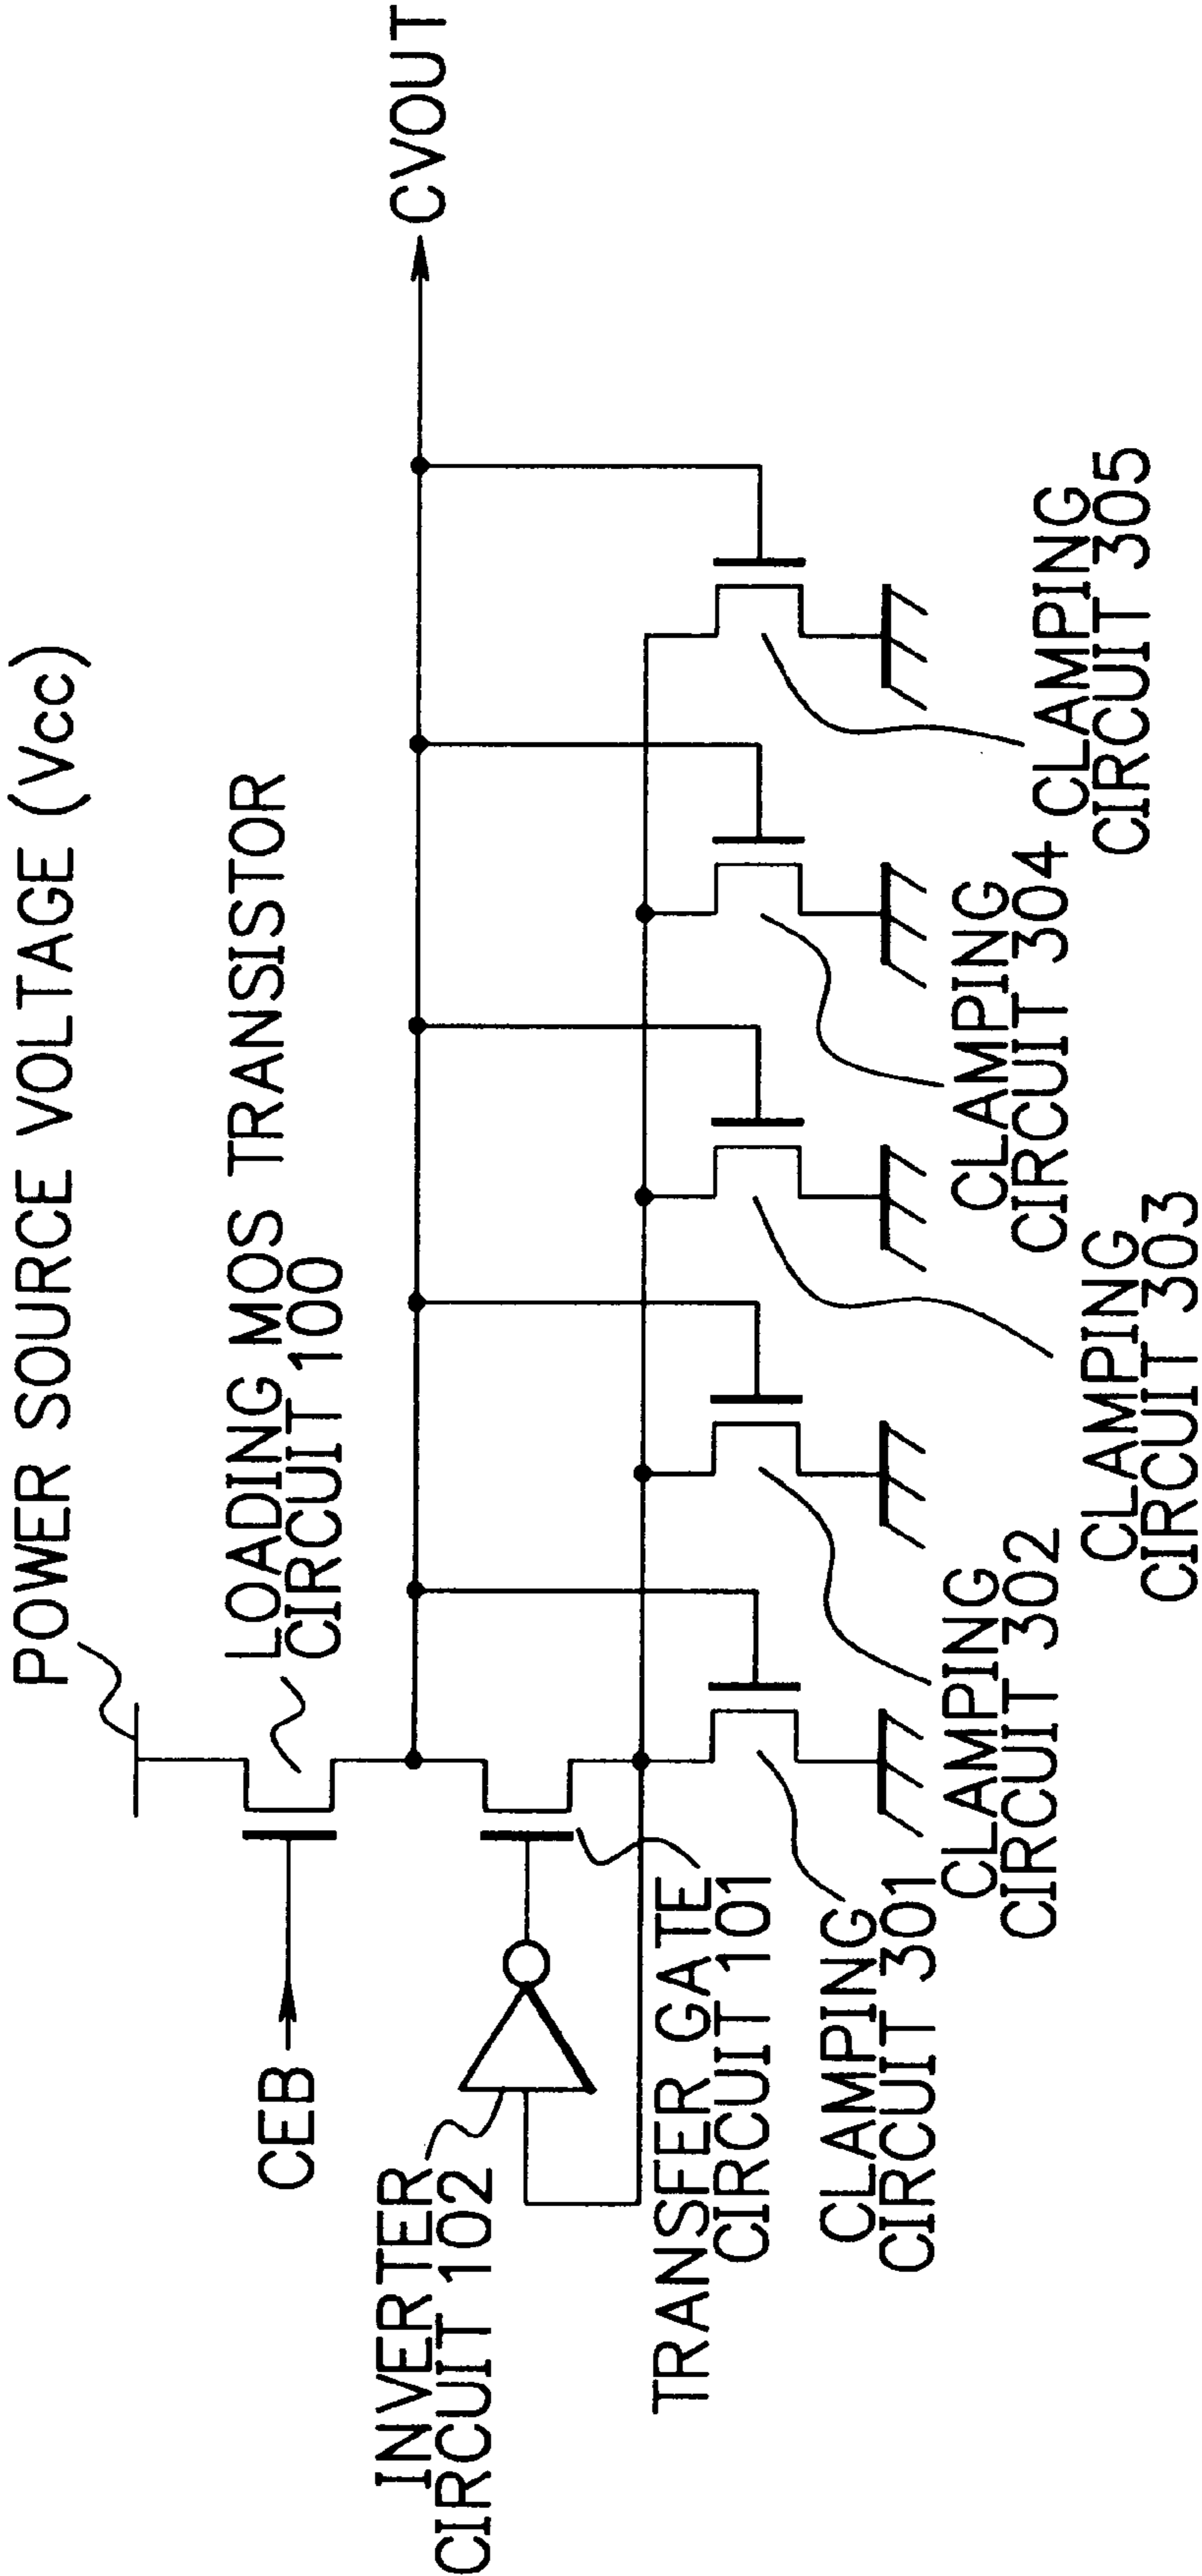 POWER SOURCE VOLTAGE (Vcc)
LOADING MOS TRANSISTOR
CIRCUIT 100
CEB
CVOUT
INVERTER
CIRCUIT 102
TRANSFER GATE
CIRCUIT 101
CLAMPING
CIRCUIT 301
CLAMPING
CIRCUIT 302
CLAMPING
CIRCUIT 303
CLAMPING
CIRCUIT 304
CLAMPING
CIRCUIT 305